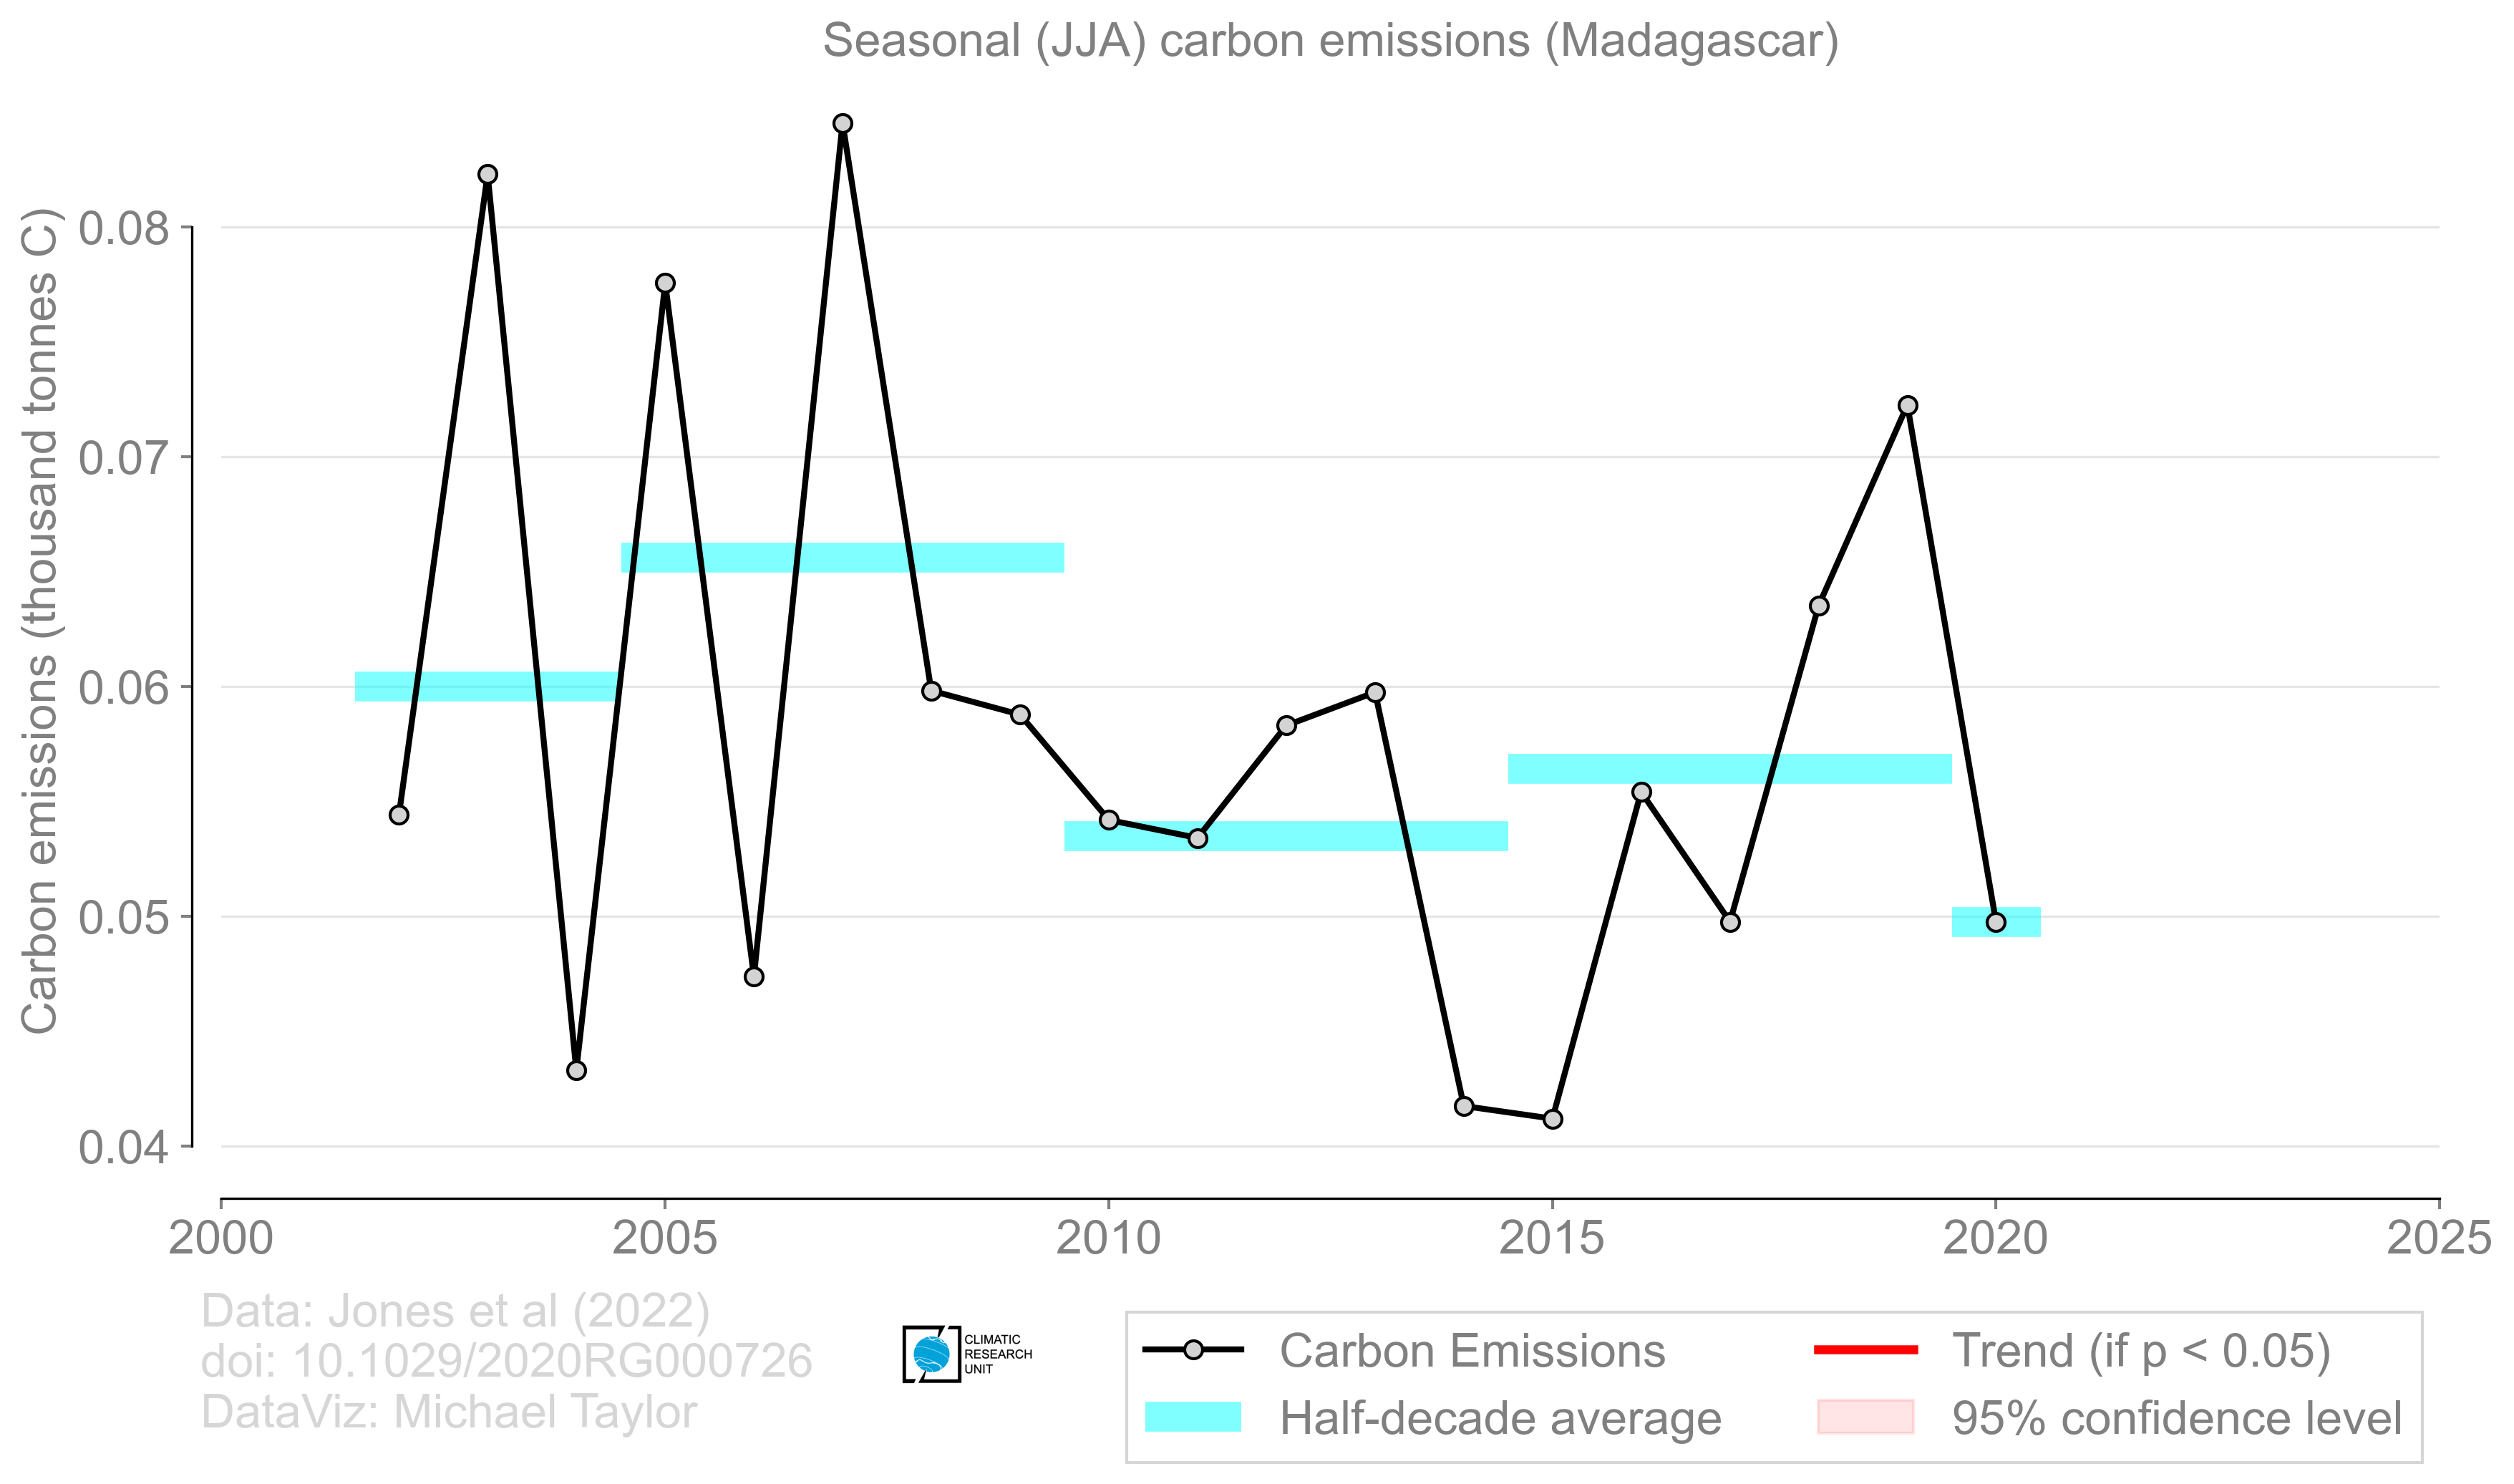 Seasonal (JJA) carbon emissions (Madagascar)
Carbon emissions (thousand tonnes C)
0.08
0.07
0.06
0.05
0.04
2000 2005 2010 2015 2020 2025
Data: Jones et al (2022)
doi: 10.1029/2020RG000726
DataViz: Michael Taylor
CLIMATIC
RESEARCH
UNIT
Carbon Emissions
Half-decade average
Trend (if p < 0.05)
95% confidence level